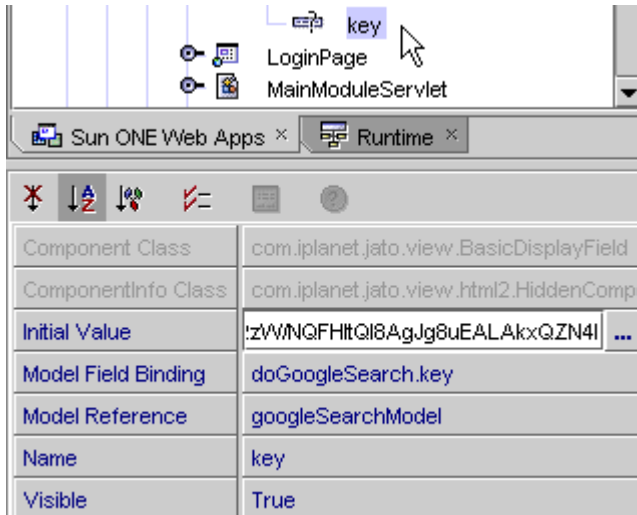 key
LoginPage
MainModuleServlet
Sun ONE Web Apps × Runtime ×
Component Class com.iplanet.jato.view.BasicDisplayField
ComponentInfo Class com.iplanet.jato.view.html2.HiddenComp
Initial Value ...
Model Field Binding doGoogleSearch.key
Model Reference googleSearchModel
Name key
Visible True